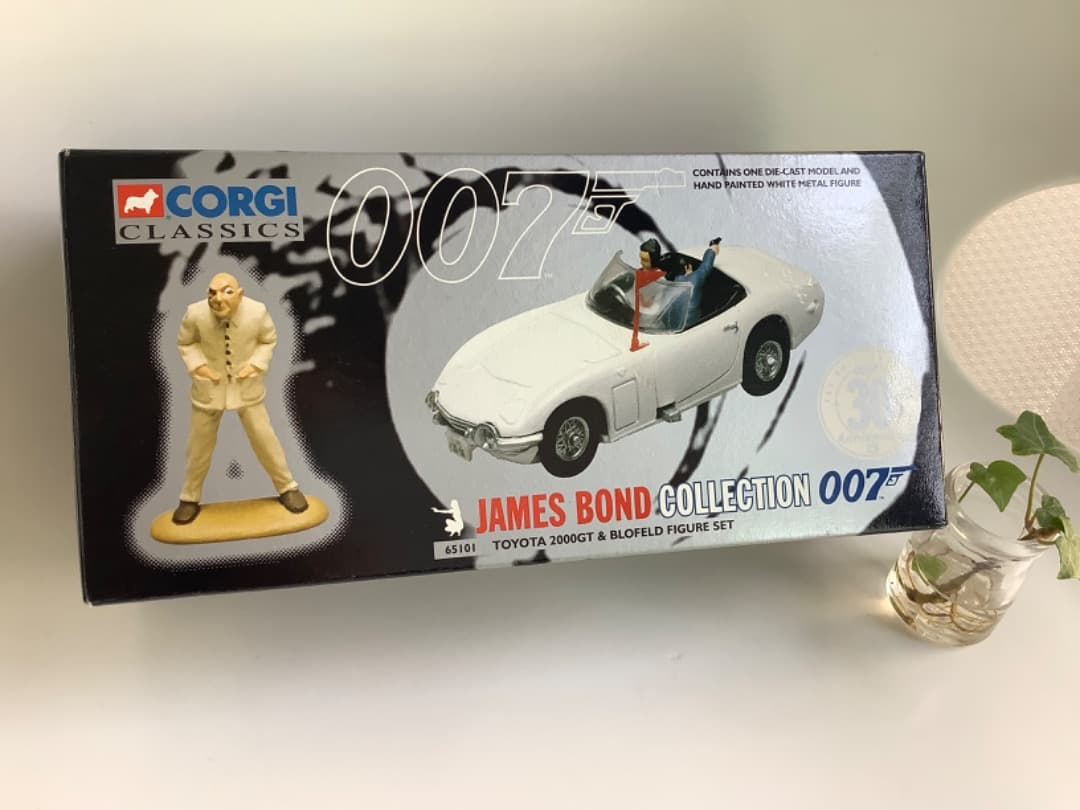 CORGI
CLASSICS
007
CONTAINS ONE DIE-CAST MODEL AND
HAND PAINTED WHITE METAL FIGURE
30
JAMES BOND COLLECTION 007
65101 TOYOTA 2000GT & BLOFELD FIGURE SET